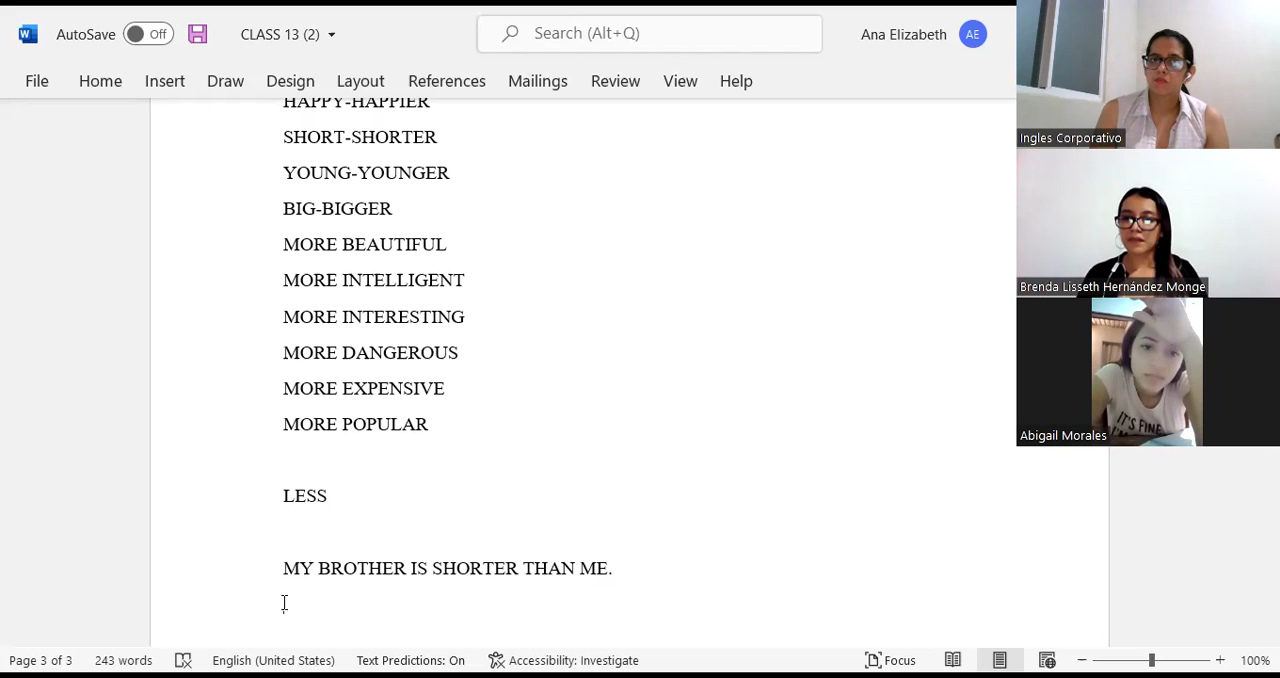 AutoSave Off CLASS 13 (2) Search (Alt+Q) Ana Elizabeth AE
File Home Insert Draw Design Layout References Mailings Review View Help
HAPPY-HAPPIER
SHORT-SHORTER
YOUNG-YOUNGER
BIG-BIGGER
MORE BEAUTIFUL
MORE INTELLIGENT
MORE INTERESTING
MORE DANGEROUS
MORE EXPENSIVE
MORE POPULAR
LESS
MY BROTHER IS SHORTER THAN ME.
Page 3 of 3 243 words English (United States) Text Predictions: On Accessibility: Investigate Focus 100%
Ingles Corporativo
Brenda Lisseth Hernández Monge
IT'S FINE
I'M
Abigail Morales